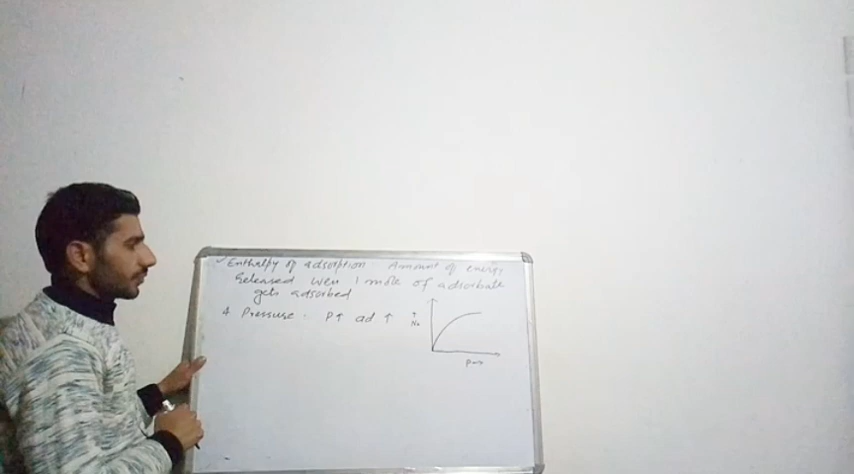 ✓ Enthalpy of adsorption Amount of energy
Released wen 1 mole of adsorbate
gets adsorbed
4 Pressure : P↑ ad ↑
↑
P→